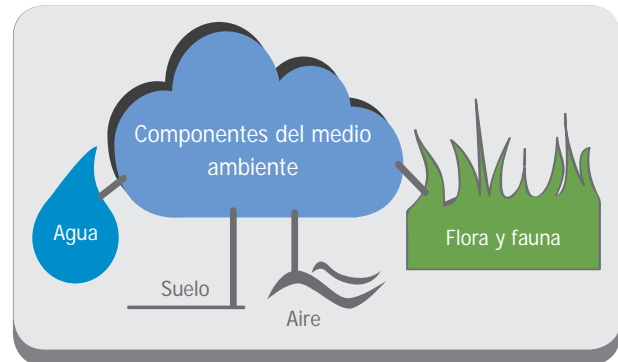 Componentes del medio
ambiente
Agua
Flora y fauna
Suelo
Aire